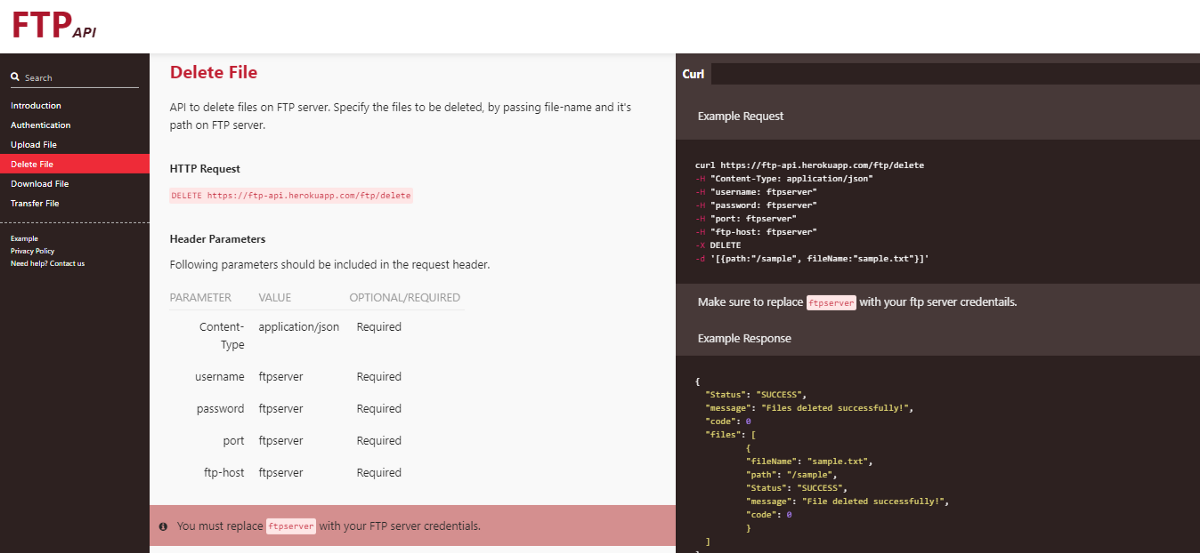 FTP API
Search
Introduction
Authentication
Upload File
Delete File
Download File
Transfer File
Example
Privacy Policy
Need help? Contact us
Delete File
API to delete files on FTP server. Specify the files to be deleted, by passing file-name and it's
path on FTP server.
HTTP Request
DELETE https://ftp-api.herokuapp.com/ftp/delete
Header Parameters
Following parameters should be included in the request header.
PARAMETER VALUE OPTIONAL/REQUIRED
Content- application/json Required
Type
username ftpserver Required
password ftpserver Required
port ftpserver Required
ftp-host ftpserver Required
You must replace ftpserver with your FTP server credentials.
Curl
Example Request
curl https://ftp-api.herokuapp.com/ftp/delete
-H "Content-Type: application/json"
-H "username: ftpserver"
-H "password: ftpserver"
-H "port: ftpserver"
-H "ftp-host: ftpserver"
-X DELETE
-d '[{path:"/sample", fileName:"sample.txt"}]'
Make sure to replace ftpserver with your ftp server credentails.
Example Response
{
"Status": "SUCCESS",
"message": "Files deleted successfully!",
"code": 0
"files": [
{
"fileName": "sample.txt",
"path": "/sample",
"Status": "SUCCESS",
"message": "File deleted successfully!",
"code": 0
}
]